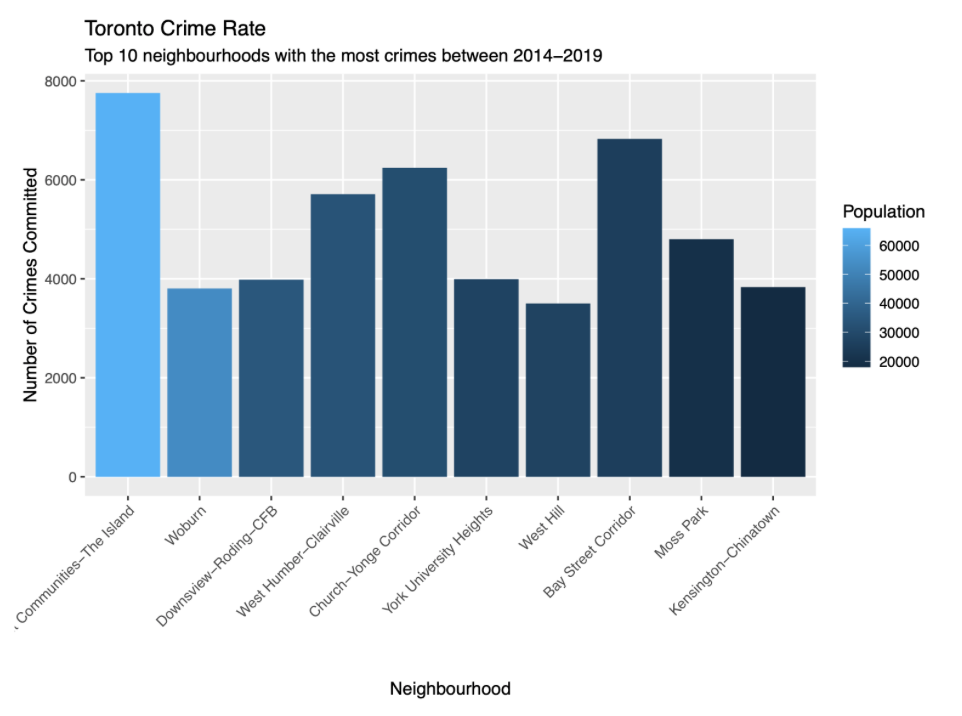 Toronto Crime Rate
Top 10 neighbourhoods with the most crimes between 2014–2019
Number of Crimes Committed
8000
6000
4000
2000
0
Communities–The Island
Woburn
Downsview–Roding–CFB
West Humber–Clairville
Church–Yonge Corridor
York University Heights
West Hill
Bay Street Corridor
Moss Park
Kensington–Chinatown
Neighbourhood
Population
60000
50000
40000
30000
20000